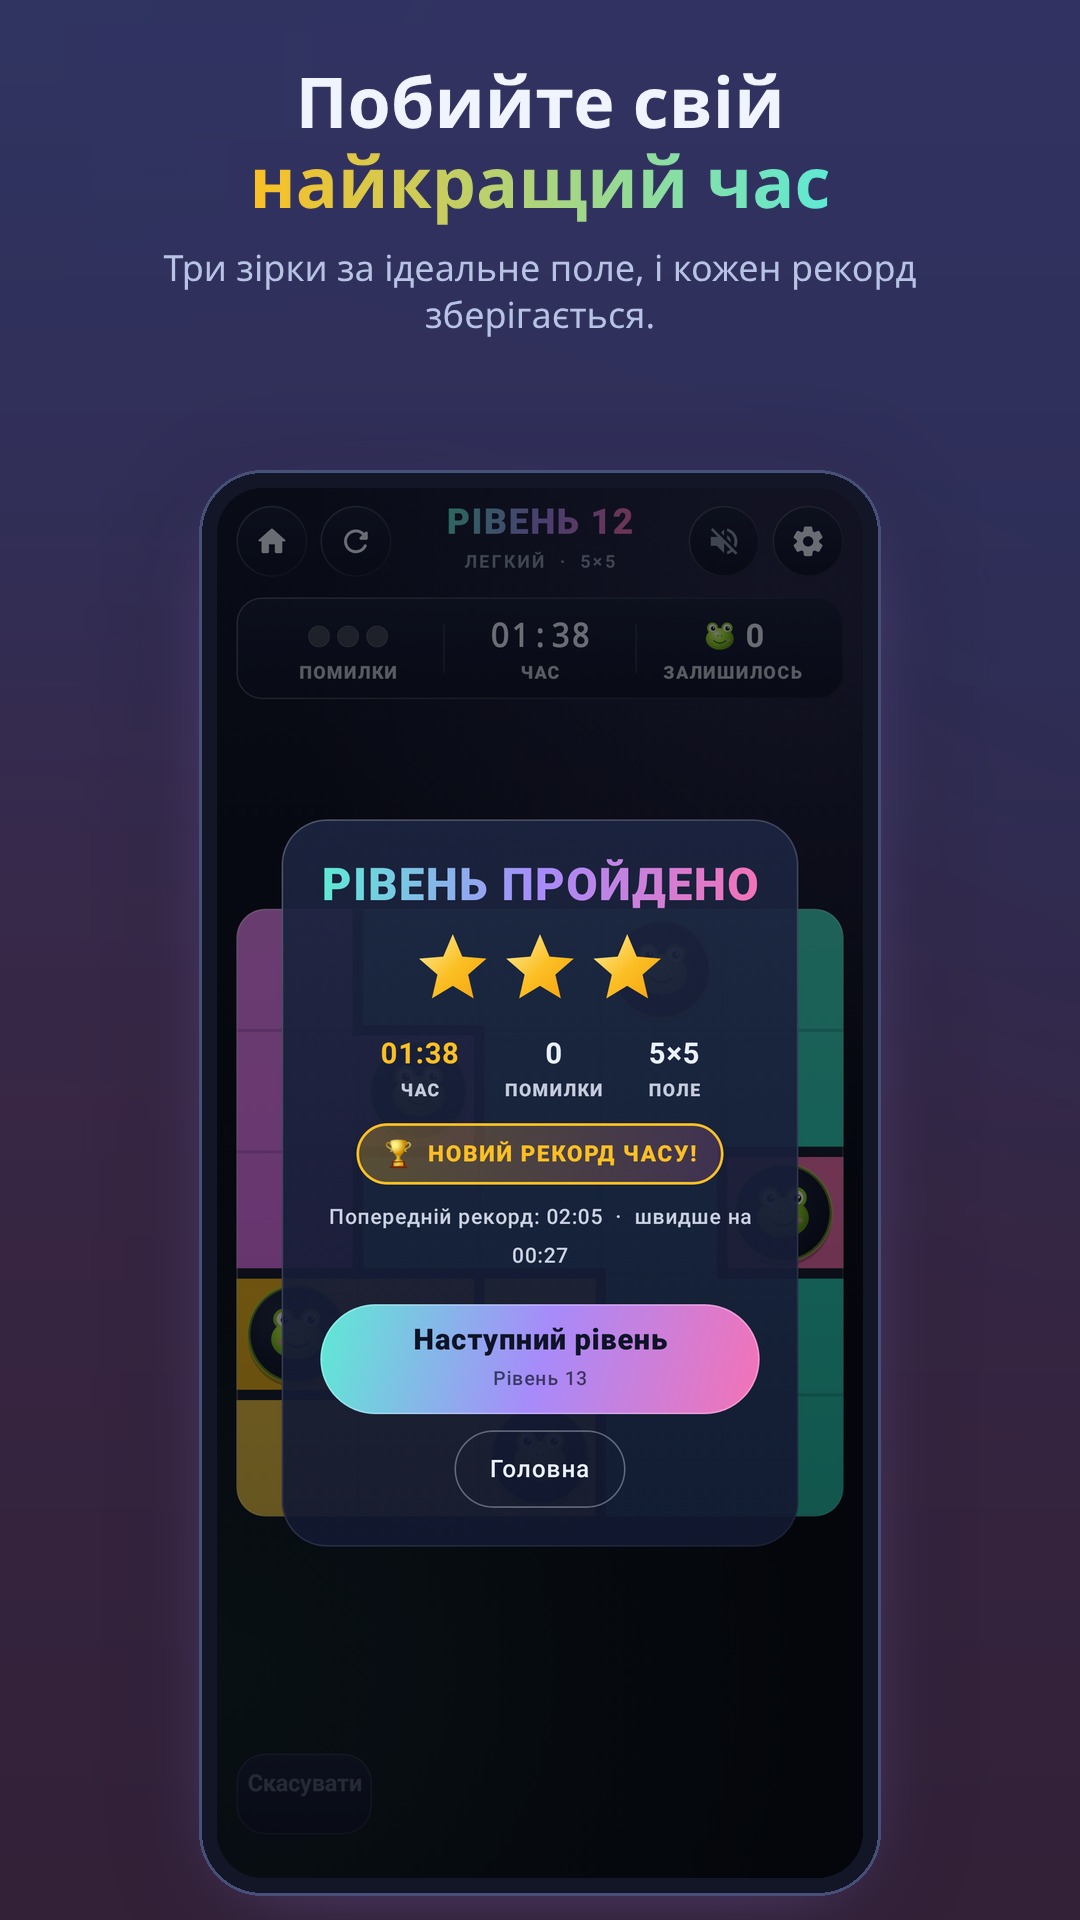 Побийте свій
найкращий час
Три зірки за ідеальне поле, і кожен рекорд
зберігається.
РІВЕНЬ 12
ЛЕГКИЙ · 5×5
01:38
0
ПОМИЛКИ
ЧАС
ЗАЛИШИЛОСЬ
РІВЕНЬ ПРОЙДЕНО
01:38
0
5×5
ЧАС
ПОМИЛКИ
ПОЛЕ
НОВИЙ РЕКОРД ЧАСУ!
Попередній рекорд: 02:05 · швидше на
00:27
Наступний рівень
Рівень 13
Головна
Скасувати